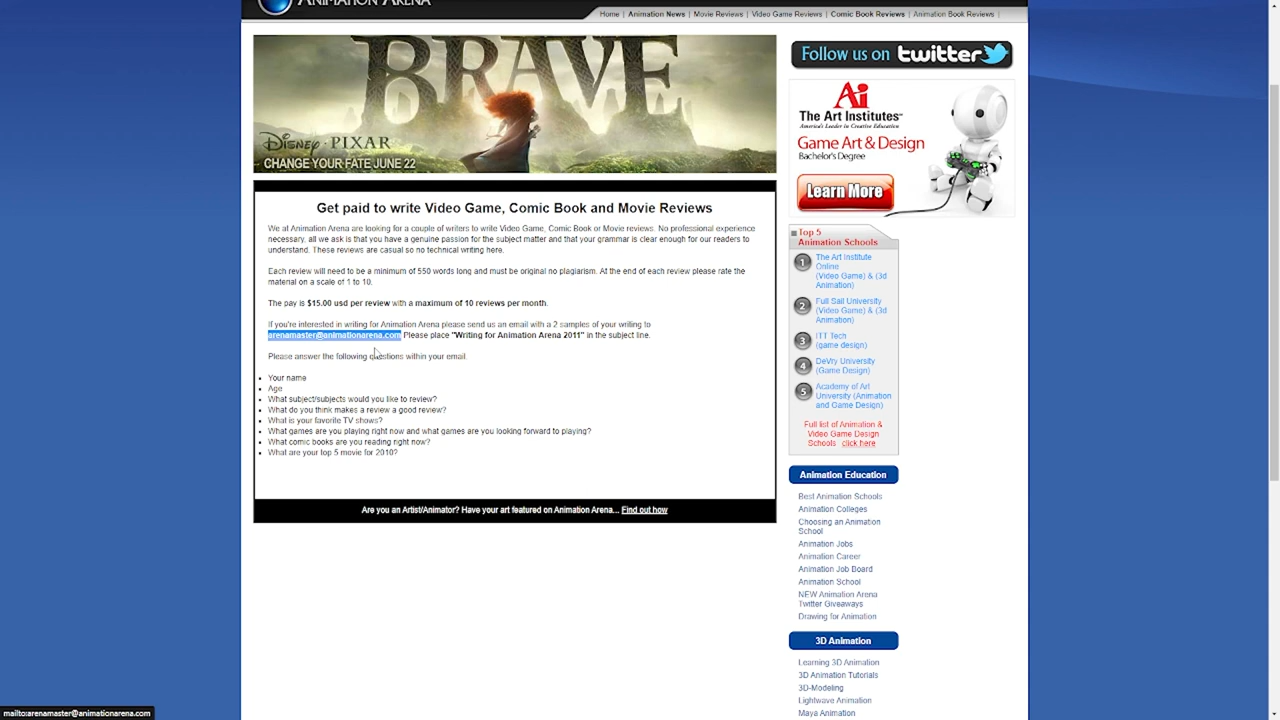 ANIMATION ARENA
Home | Animation News | Movie Reviews | Video Game Reviews | Comic Book Reviews | Animation Book Reviews |
BRAVE
DISNEY · PIXAR
CHANGE YOUR FATE JUNE 22
Get paid to write Video Game, Comic Book and Movie Reviews
We at Animation Arena are looking for a couple of writers to write Video Game, Comic Book or Movie reviews. No professional experience
necessary, all we ask is that you have a genuine passion for the subject matter and that your grammar is clear enough for our readers to
understand. These reviews are casual so no technical writing here.
Each review will need to be a minimum of 550 words long and must be original no plagiarism. At the end of each review please rate the
material on a scale of 1 to 10.
The pay is $15.00 usd per review with a maximum of 10 reviews per month.
If you're interested in writing for Animation Arena please send us an email with a 2 samples of your writing to
arenamaster@animationarena.com Please place "Writing for Animation Arena 2011" in the subject line.
Please answer the following questions within your email.
Your name
Age
What subject/subjects would you like to review?
What do you think makes a review a good review?
What is your favorite TV shows?
What games are you playing right now and what games are you looking forward to playing?
What comic books are you reading right now?
What are your top 5 movie for 2010?
Are you an Artist/Animator? Have your art featured on Animation Arena... Find out how
Follow us on twitter
Ai
The Art Institutes
America's Leader in Creative Education
Game Art & Design
Bachelor's Degree
Learn More
Top 5
Animation Schools
1
The Art Institute
Online
(Video Game) & (3d
Animation)
2
Full Sail University
(Video Game) & (3d
Animation)
3
ITT Tech
(game design)
4
DeVry University
(Game Design)
5
Academy of Art
University (Animation
and Game Design)
Full list of Animation &
Video Game Design
Schools click here
Animation Education
Best Animation Schools
Animation Colleges
Choosing an Animation
School
Animation Jobs
Animation Career
Animation Job Board
Animation School
NEW Animation Arena
Twitter Giveaways
Drawing for Animation
3D Animation
Learning 3D Animation
3D Animation Tutorials
3D-Modeling
Lightwave Animation
Maya Animation
mailto:arenamaster@animationarena.com